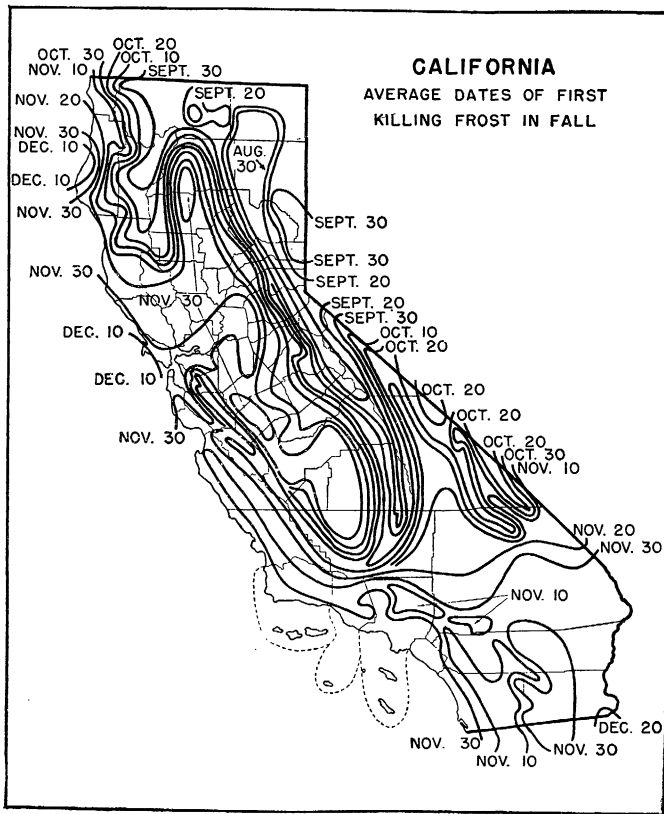 CALIFORNIA
AVERAGE DATES OF FIRST
KILLING FROST IN FALL
OCT. 20
OCT. 30
OCT. 10
NOV. 10
SEPT. 30
SEPT. 20
NOV. 20
NOV. 30
DEC. 10
AUG.
30
DEC. 10
NOV. 30
SEPT. 30
SEPT. 30
NOV. 30
SEPT. 20
NOV. 30
SEPT. 20
SEPT. 30
DEC. 10
OCT. 10
OCT. 20
DEC. 10
OCT. 20
OCT. 20
NOV. 30
OCT. 20
OCT. 30
NOV. 10
NOV. 20
NOV. 30
NOV. 10
DEC. 20
NOV. 30
NOV. 30
NOV. 10